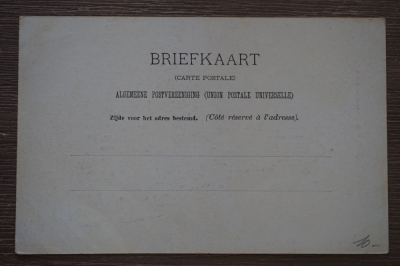 BRIEFKAART
(CARTE POSTALE)
ALGEMEENE POSTVEREENIGING (UNION POSTALE UNIVERSELLE)
Zijde voor het adres bestemd. (Côté réservé à l'adresse).